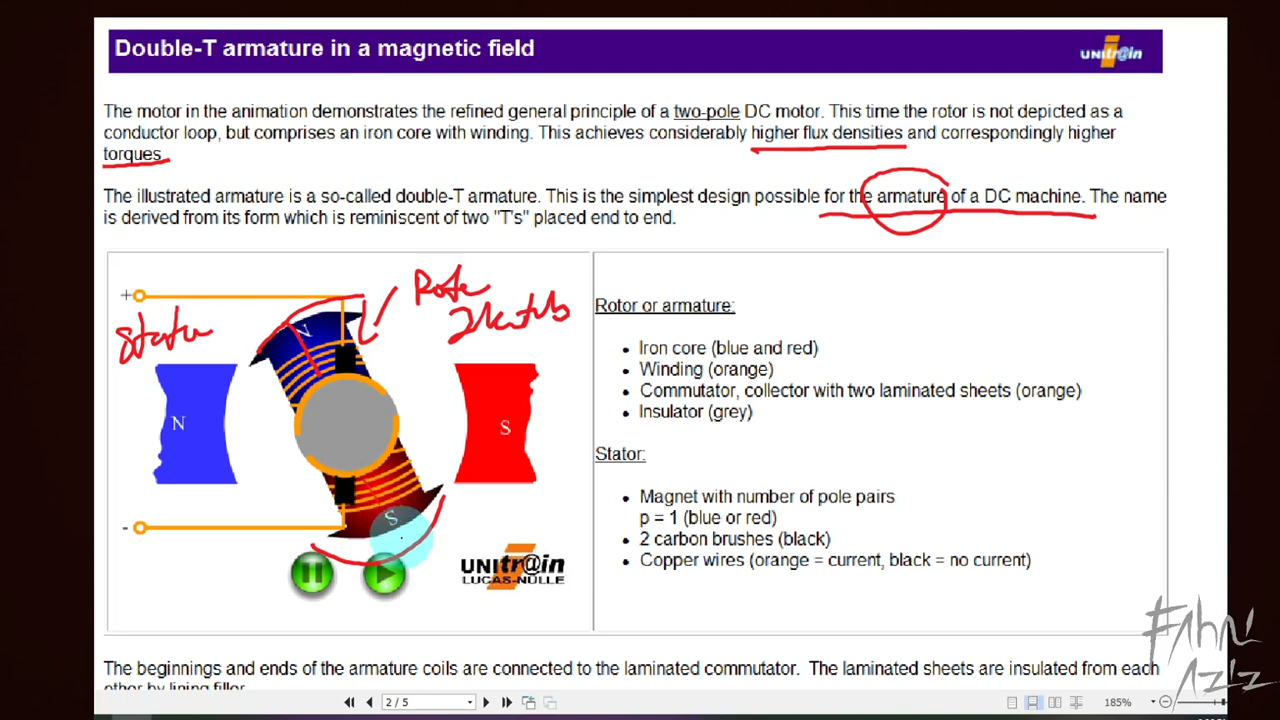 Double-T armature in a magnetic field
UNItr@in
The motor in the animation demonstrates the refined general principle of a two-pole DC motor. This time the rotor is not depicted as a
conductor loop, but comprises an iron core with winding. This achieves considerably higher flux densities and correspondingly higher
torques.
The illustrated armature is a so-called double-T armature. This is the simplest design possible for the armature of a DC machine. The name
is derived from its form which is reminiscent of two "T's" placed end to end.
+
N
N
S
S
-
UNItr@in
LUCAS-NÜLLE
Rotor or armature:
Iron core (blue and red)
Winding (orange)
Commutator, collector with two laminated sheets (orange)
Insulator (grey)
Stator:
Magnet with number of pole pairs
p = 1 (blue or red)
2 carbon brushes (black)
Copper wires (orange = current, black = no current)
The beginnings and ends of the armature coils are connected to the laminated commutator. The laminated sheets are insulated from each
other by lining filler.
2 / 5
185%